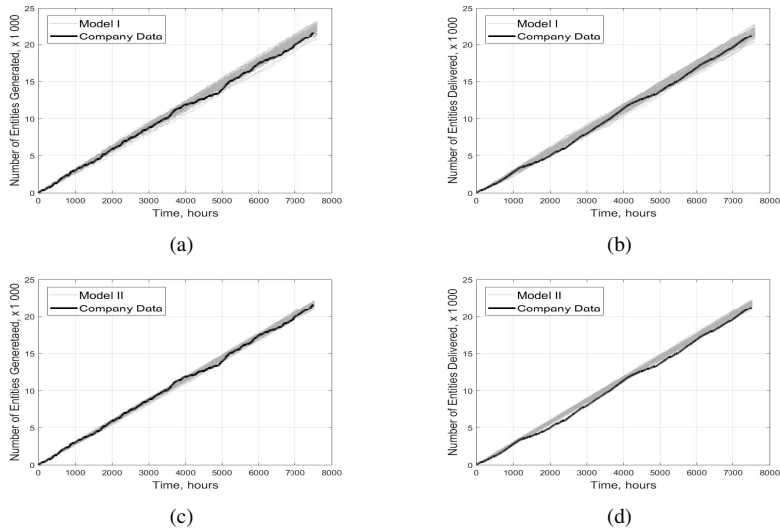 Number of Entities Generated, x 1 000
25
20
15
10
5
0
Model I
Company Data
0 1000 2000 3000 4000 5000 6000 7000 8000
Time, hours
(a)
Number of Entities Delivered, x 1 000
25
20
15
10
5
0
Model I
Company Data
0 1000 2000 3000 4000 5000 6000 7000 8000
Time, hours
(b)
Number of Entities Genereteed, x 1 000
25
20
15
10
5
0
Model II
Company Data
0 1000 2000 3000 4000 5000 6000 7000 8000
Time, hours
(c)
Number of Entities Delivered, x 1 000
25
20
15
10
5
0
Model II
Company Data
0 1000 2000 3000 4000 5000 6000 7000 8000
Time, hours
(d)